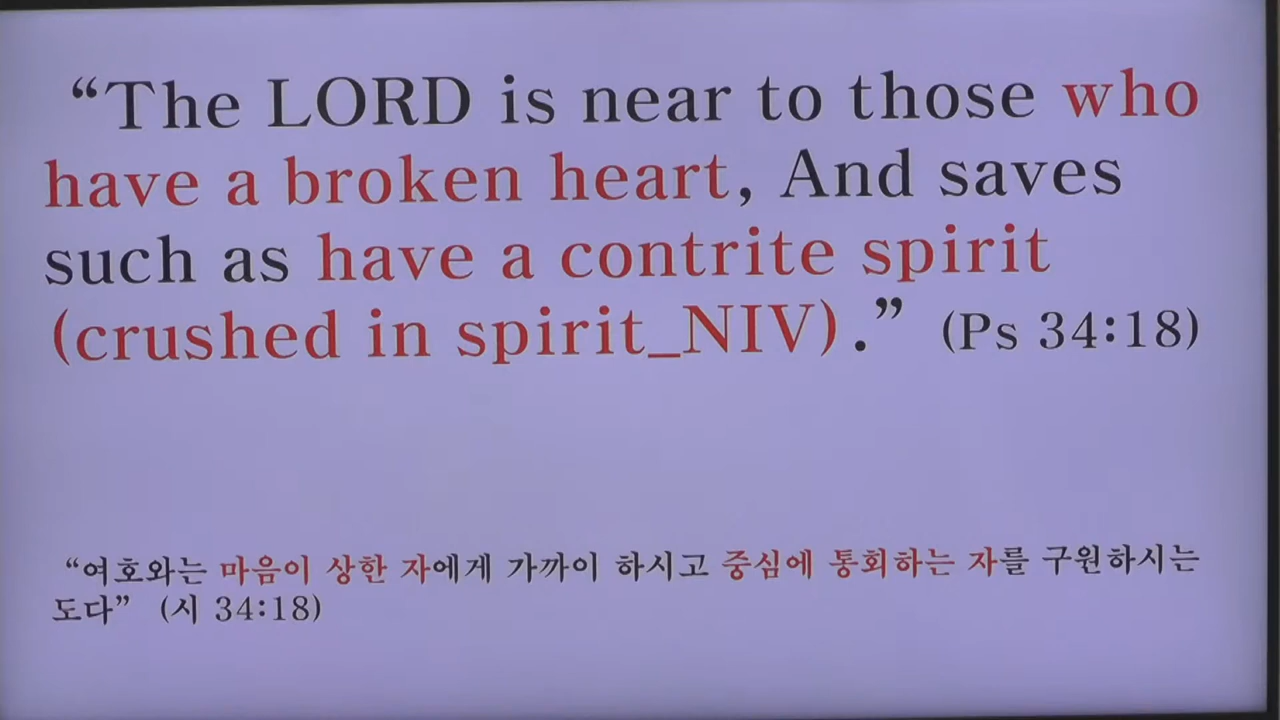 “The LORD is near to those who
have a broken heart, And saves
such as have a contrite spirit
(crushed in spirit_NIV).” (Ps 34:18)
“여호와는 마음이 상한 자에게 가까이 하시고 중심에 통회하는 자를 구원하시는
도다” (시 34:18)